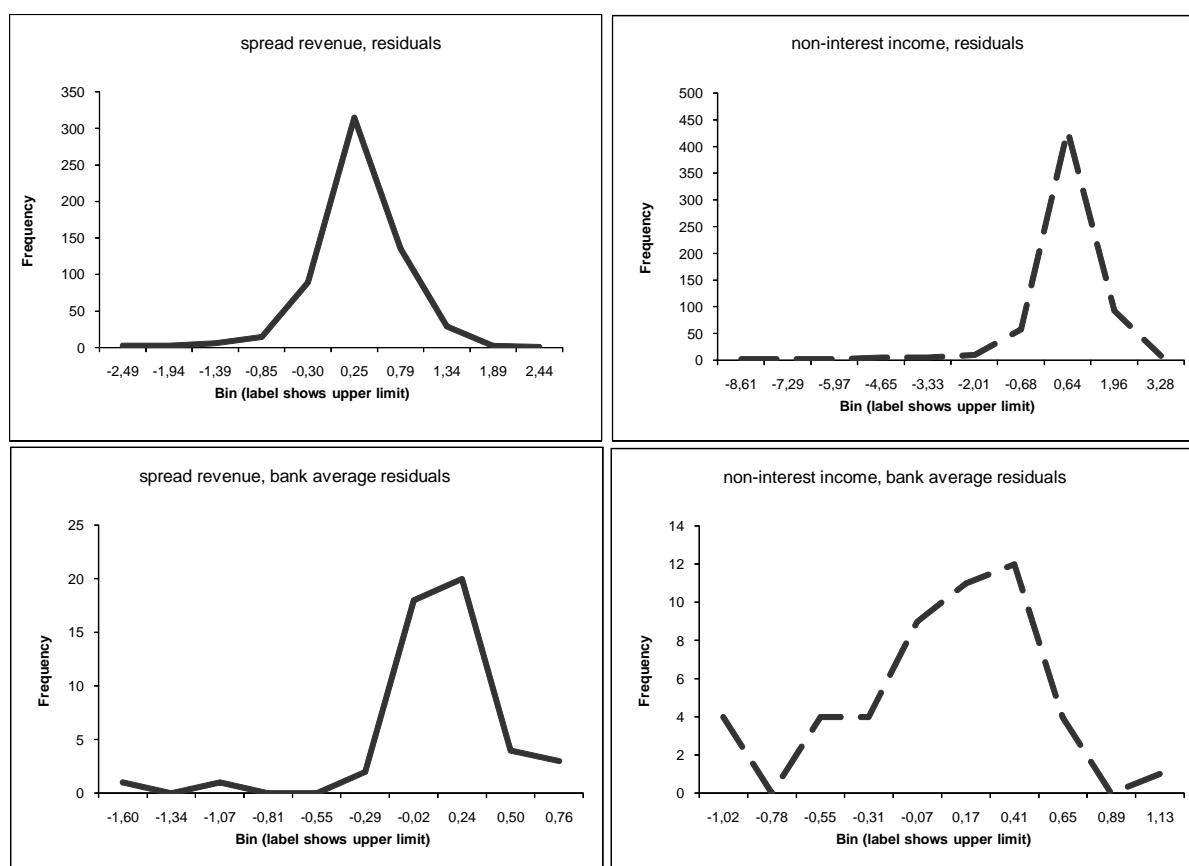 spread revenue, residuals
350
300
250
200
150
100
50
0
Frequency
-2,49 -1,94 -1,39 -0,85 -0,30 0,25 0,79 1,34 1,89 2,44
Bin (label shows upper limit)
non-interest income, residuals
500
450
400
350
300
250
200
150
100
50
0
Frequency
-8,61 -7,29 -5,97 -4,65 -3,33 -2,01 -0,68 0,64 1,96 3,28
Bin (label shows upper limit)
spread revenue, bank average residuals
25
20
15
10
5
0
Frequency
-1,60 -1,34 -1,07 -0,81 -0,55 -0,29 -0,02 0,24 0,50 0,76
Bin (label shows upper limit)
non-interest income, bank average residuals
14
12
10
8
6
4
2
0
Frequency
-1,02 -0,78 -0,55 -0,31 -0,07 0,17 0,41 0,65 0,89 1,13
Bin (label shows upper limit)